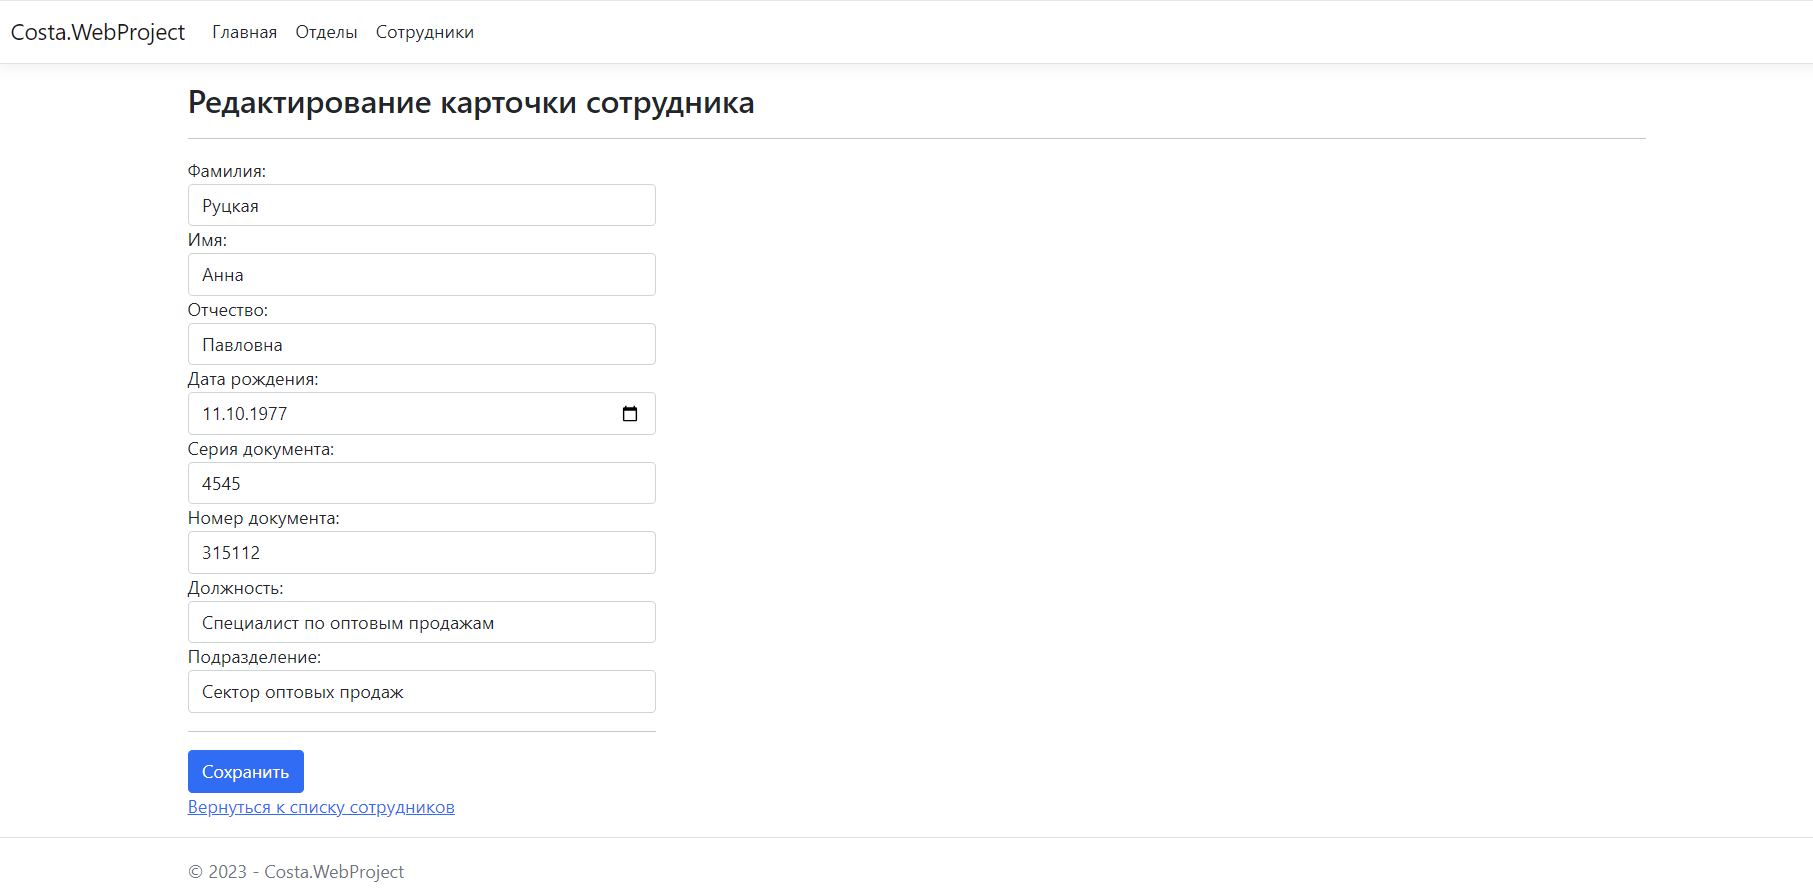 Costa.WebProject Главная Отделы Сотрудники
Редактирование карточки сотрудника
Фамилия:
Руцкая
Имя:
Анна
Отчество:
Павловна
Дата рождения:
11.10.1977
Серия документа:
4545
Номер документа:
315112
Должность:
Специалист по оптовым продажам
Подразделение:
Сектор оптовых продаж
Сохранить
Вернуться к списку сотрудников
© 2023 - Costa.WebProject